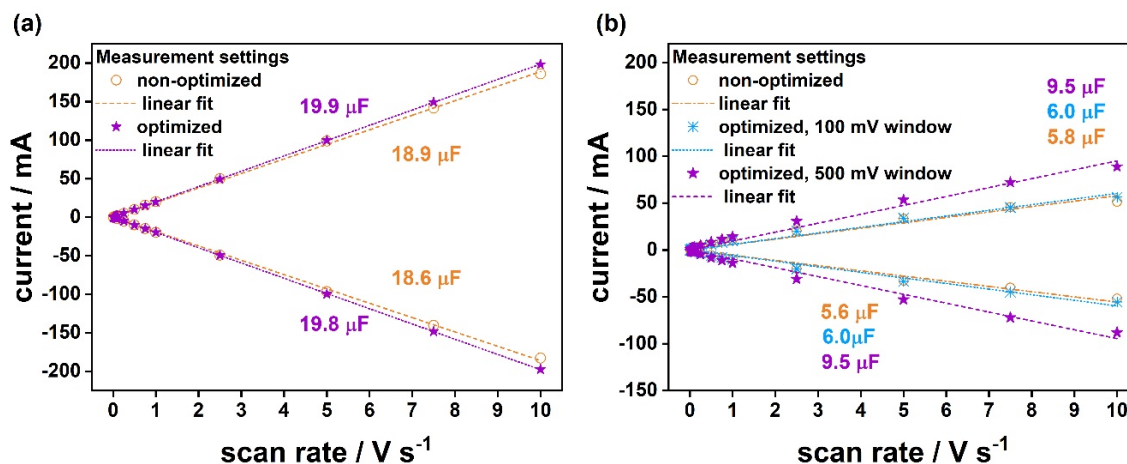 (a)
Measurement settings
non-optimized
linear fit
optimized
linear fit
19.9 μF
18.9 μF
18.6 μF
19.8 μF
200
150
100
50
0
-50
-100
-150
-200
current / mA
0 1 2 3 4 5 6 7 8 9 10
scan rate / V s⁻¹
(b)
Measurement settings
non-optimized
linear fit
optimized, 100 mV window
linear fit
optimized, 500 mV window
linear fit
9.5 μF
6.0 μF
5.8 μF
5.6 μF
6.0μF
9.5 μF
200
150
100
50
0
-50
-100
-150
current / mA
0 1 2 3 4 5 6 7 8 9 10
scan rate / V s⁻¹